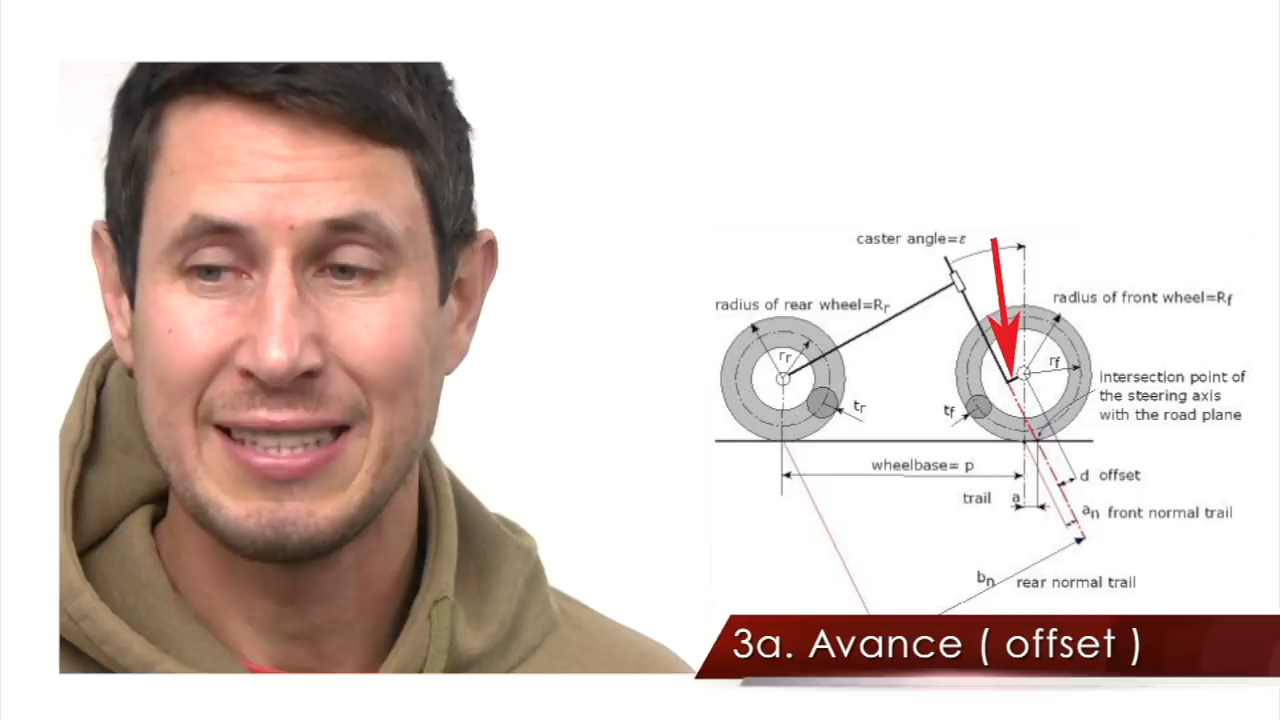 caster angle=ε
radius of rear wheel=Rr
radius of front wheel=Rf
rr
rf
tr
tf
intersection point of
the steering axis
with the road plane
wheelbase= p
d offset
trail a
an front normal trail
bn rear normal trail
3a. Avance ( offset )